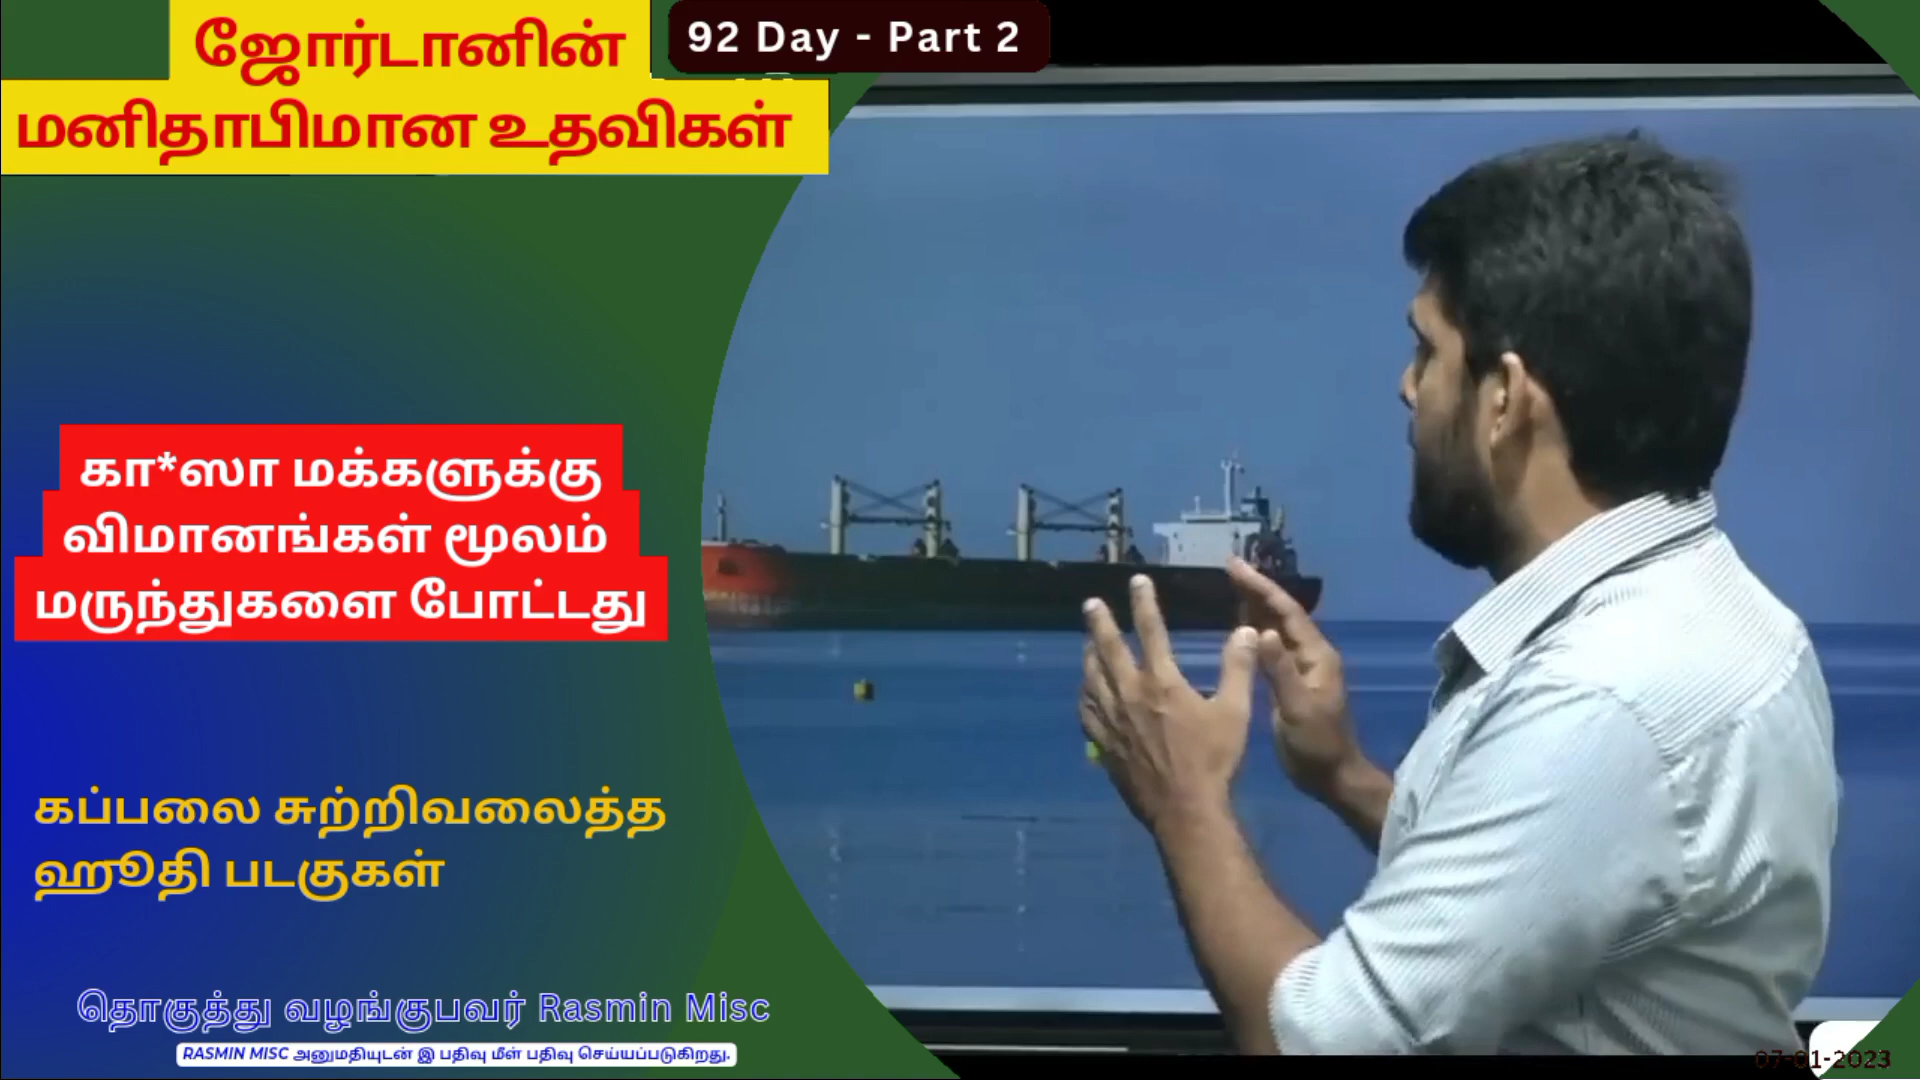 ஜோர்டானின்
92 Day - Part 2
மனிதாபிமான உதவிகள்
கா*ஸா மக்களுக்கு
விமானங்கள் மூலம்
மருந்துகளை போட்டது
கப்பலை சுற்றிவலைத்த
ஹூதி படகுகள்
தொகுத்து வழங்குபவர் Rasmin Misc
RASMIN MISC அனுமதியுடன் இ பதிவு மீள் பதிவு செய்யப்படுகிறது.
07-01-2023